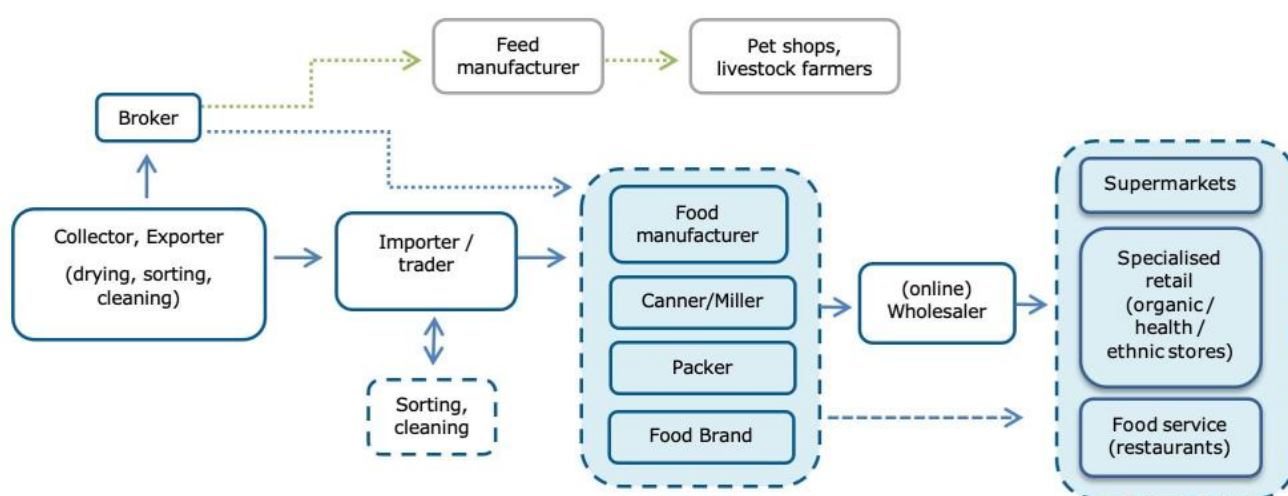 Feed
manufacturer
Pet shops,
livestock farmers
Broker
Collector, Exporter
(drying, sorting,
cleaning)
Importer /
trader
Sorting,
cleaning
Food
manufacturer
Canner/Miller
Packer
Food Brand
(online)
Wholesaler
Supermarkets
Specialised
retail
(organic /
health /
ethnic stores)
Food service
(restaurants)